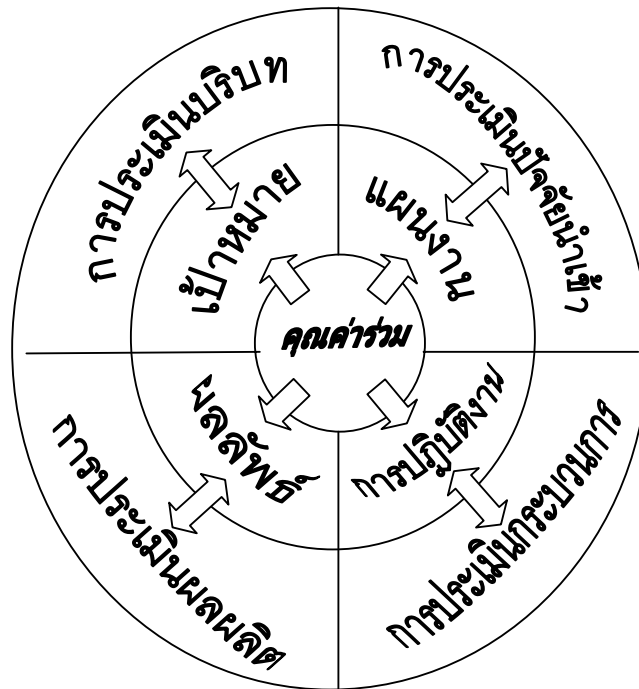 การประเมินบริบท
การประเมินปัจจัยนำเข้า
เป้าหมาย
แผนงาน
คุณค่าร่วม
ผลลัพธ์
การปฏิบัติงาน
การประเมินผลผลิต
การประเมินกระบวนการ